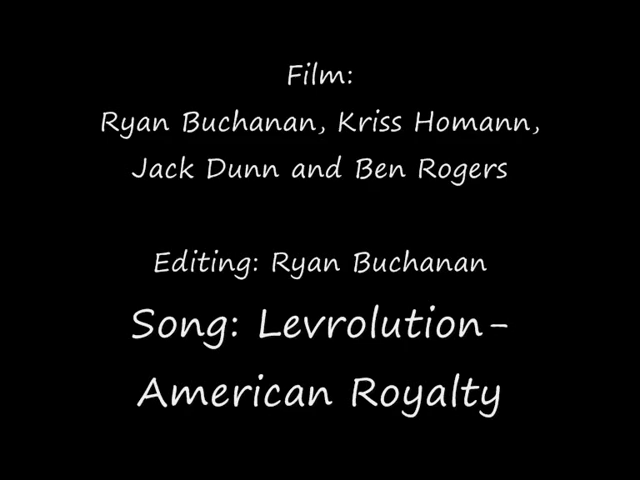 Film:
Ryan Buchanan, Kriss Homann,
Jack Dunn and Ben Rogers
Editing: Ryan Buchanan
Song: Levrolution-
American Royalty